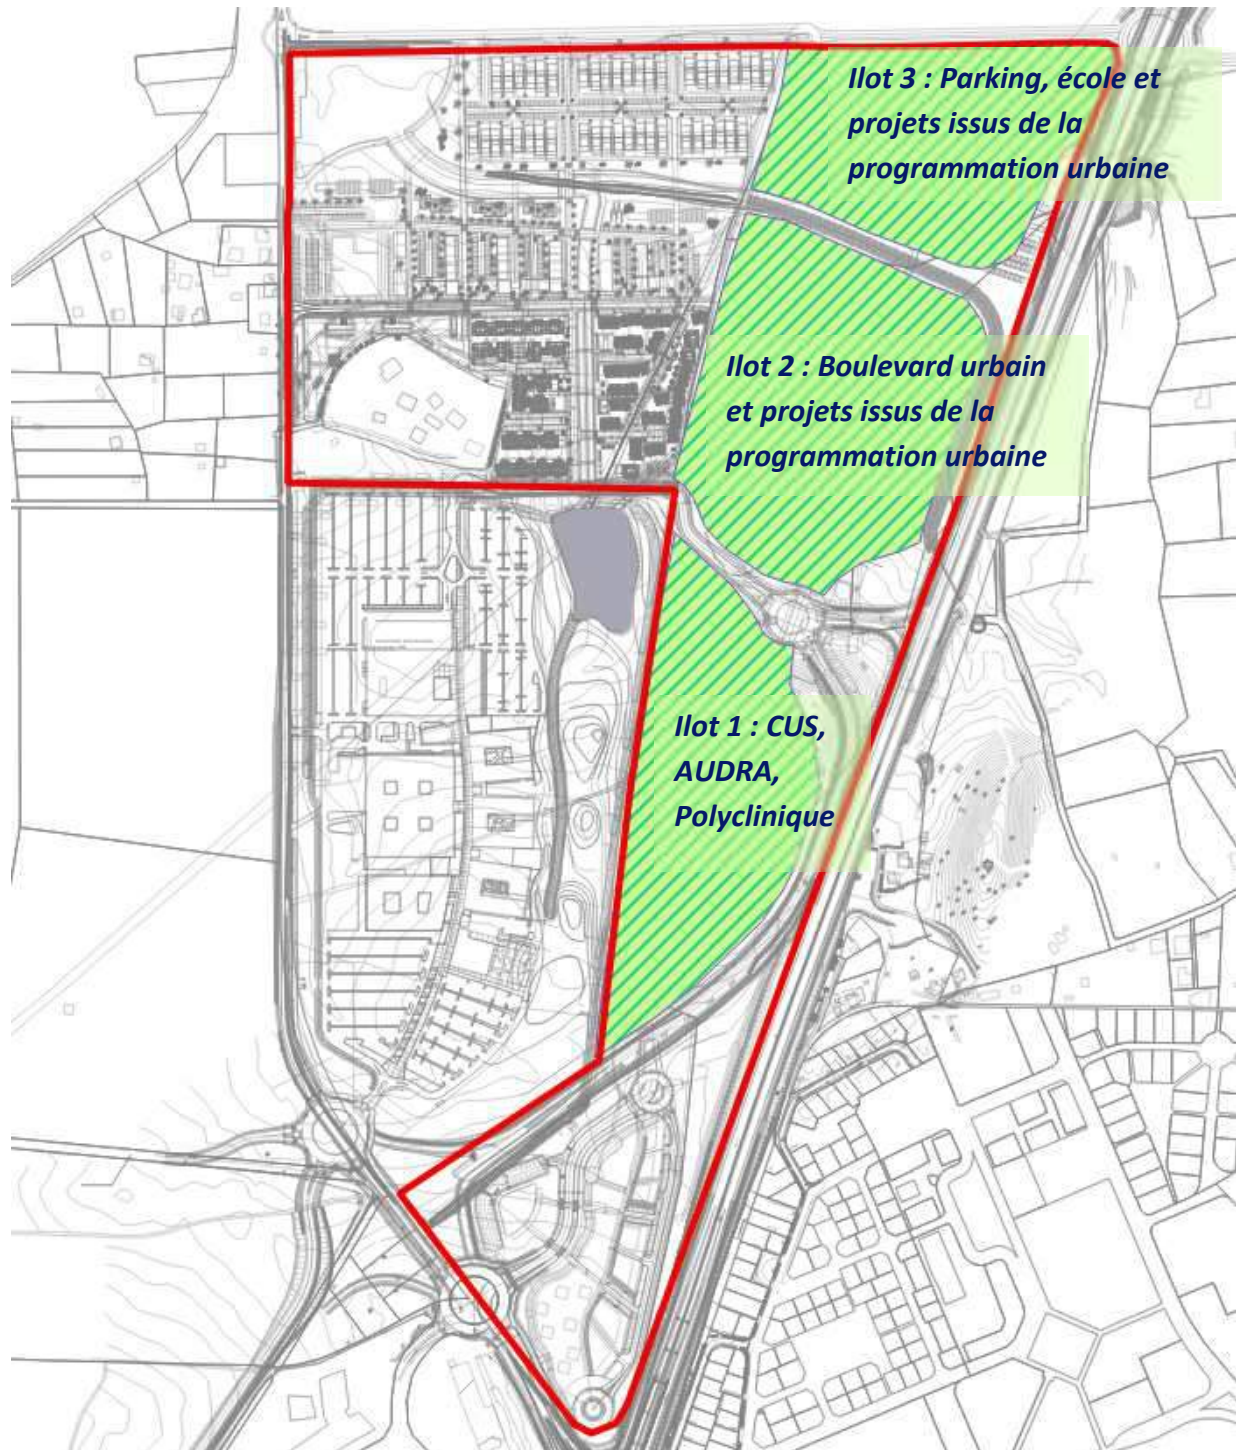 Ilot 3 : Parking, école et
projets issus de la
programmation urbaine
Ilot 2 : Boulevard urbain
et projets issus de la
programmation urbaine
Ilot 1 : CUS,
AUDRA,
Polyclinique